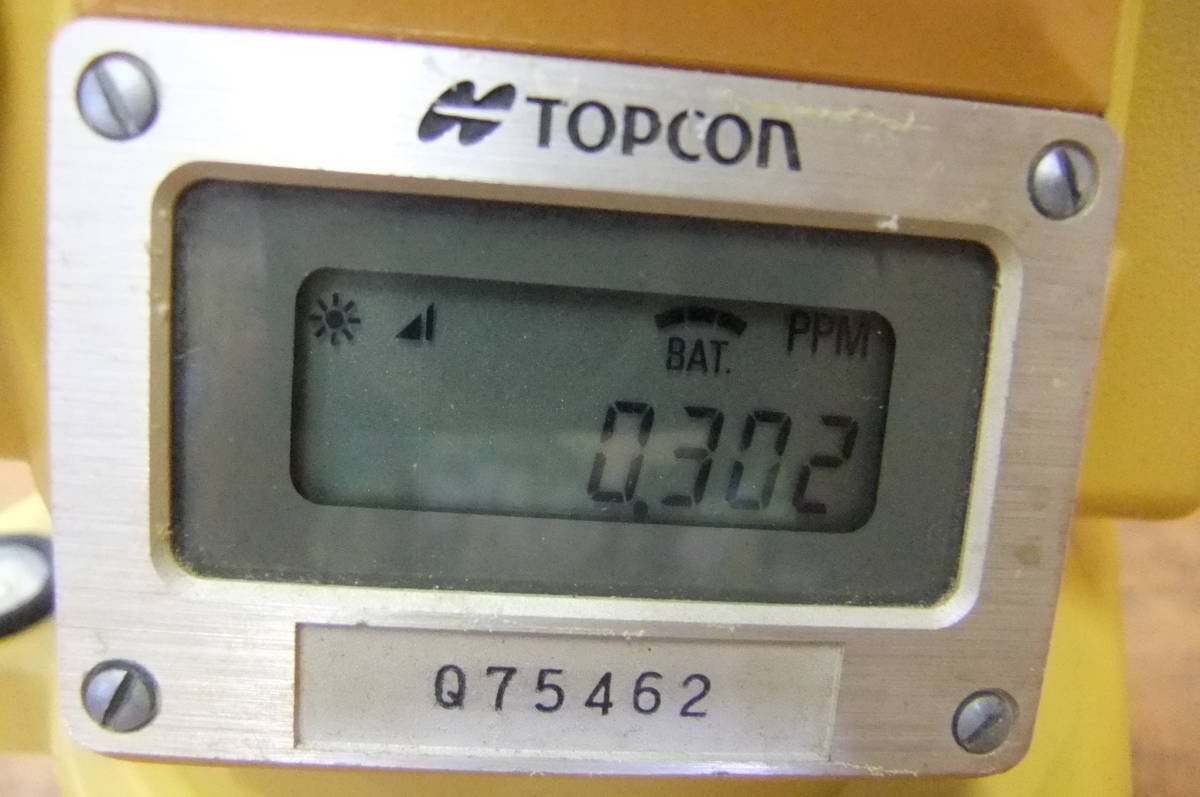 TOPCON
BAT. PPM
0.302
Q75462